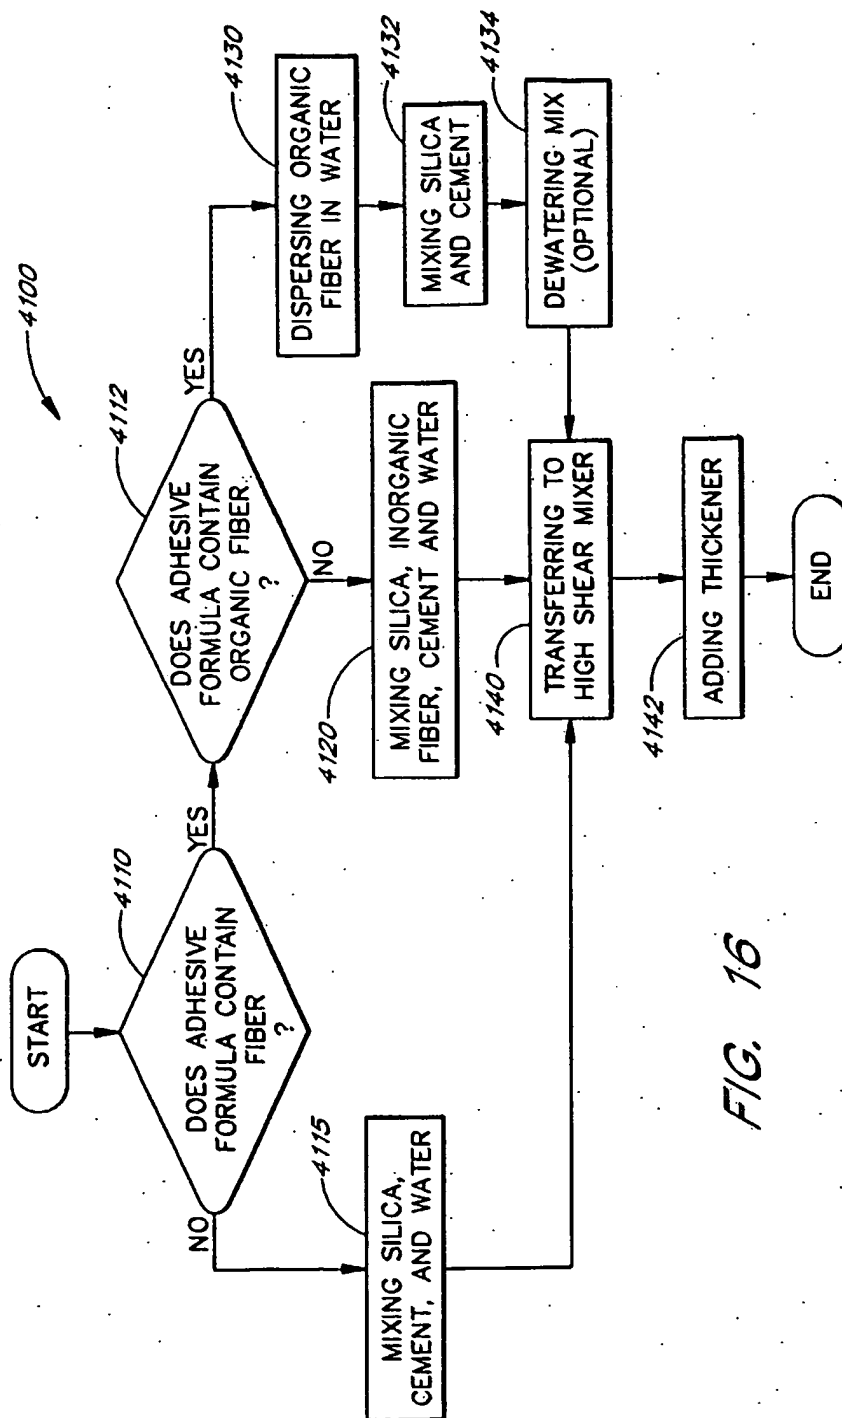 4100
START
4110
DOES ADHESIVE
FORMULA CONTAIN
FIBER
?
NO
YES
4112
DOES ADHESIVE
FORMULA CONTAIN
ORGANIC FIBER
?
YES
NO
4115
MIXING SILICA,
CEMENT, AND WATER
4120
MIXING SILICA, INORGANIC
FIBER, CEMENT AND WATER
4130
DISPERSING ORGANIC
FIBER IN WATER
4132
MIXING SILICA
AND CEMENT
4134
DEWATERING MIX
(OPTIONAL)
4140
TRANSFERRING TO
HIGH SHEAR MIXER
4142
ADDING THICKENER
END
FIG. 16